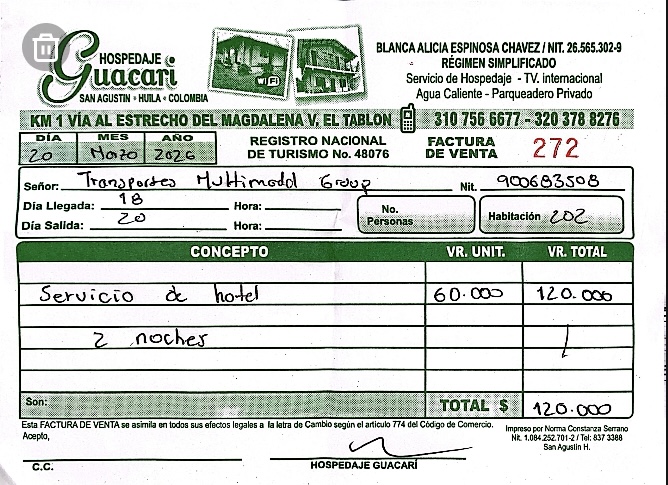 HOSPEDAJE
Guacari
SAN AGUSTIN • HUILA • COLOMBIA
WiFi
BLANCA ALICIA ESPINOSA CHAVEZ / NIT. 26.565.302-9
RÉGIMEN SIMPLIFICADO
Servicio de Hospedaje - TV. internacional
Agua Caliente - Parqueadero Privado
KM 1 VÍA AL ESTRECHO DEL MAGDALENA V. EL TABLON 310 756 6677 - 320 378 8276
DIA MES AÑO
20 Marzo 2026
REGISTRO NACIONAL
DE TURISMO No. 48076
FACTURA
DE VENTA 272
Señor: Transportes Multimodal Group Nit. 900683508
Día Llegada: 18 Hora:
Día Salida: 20 Hora:
No.
Personas
Habitación 202
CONCEPTO VR. UNIT. VR. TOTAL
Servicio de hotel 60.000 120.000
2 noches
Son: TOTAL $ 120.000
Esta FACTURA DE VENTA se asimila en todos sus efectos legales a la letra de Cambio según el articulo 774 del Código de Comercio.
Acepto,
Impreso por Norma Constanza Serrano
Nit. 1.084.252.701-2 / Tel: 837 3388
San Agustín H.
C.C.
HOSPEDAJE GUACARÍ